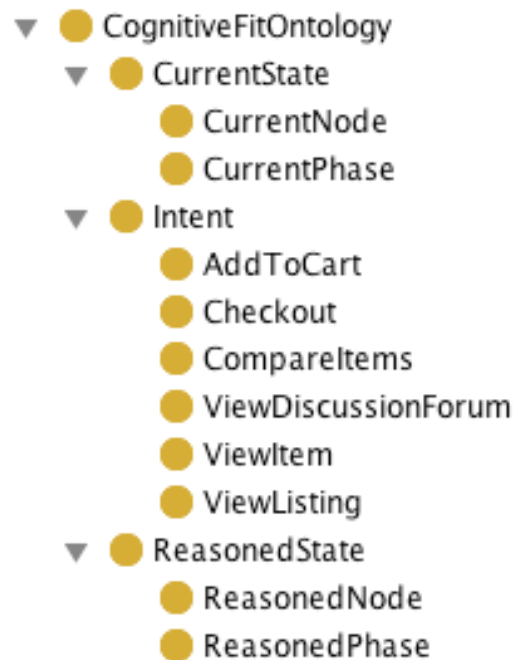 CognitiveFitOntology
CurrentState
CurrentNode
CurrentPhase
Intent
AddToCart
Checkout
CompareItems
ViewDiscussionForum
ViewItem
ViewListing
ReasonedState
ReasonedNode
ReasonedPhase